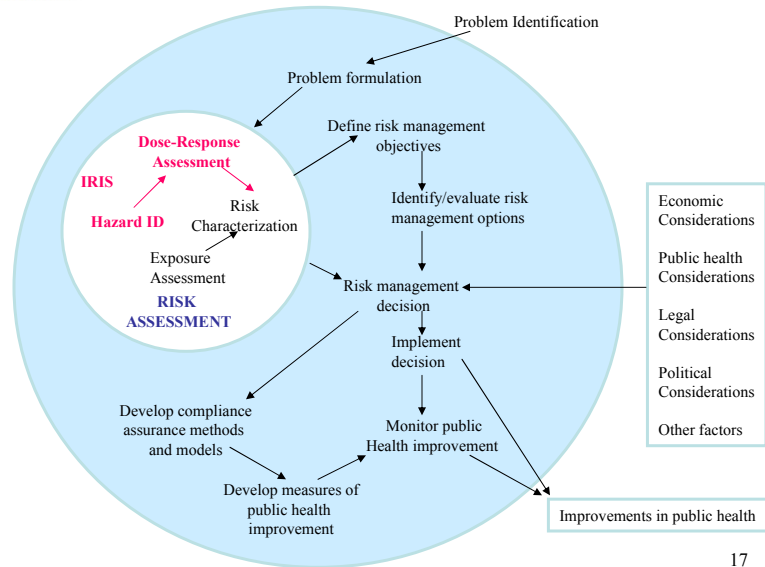 Problem Identification
Problem formulation
Dose-Response
Assessment
IRIS
Hazard ID
Risk
Characterization
Exposure
Assessment
RISK
ASSESSMENT
Define risk management
objectives
Identify/evaluate risk
management options
Risk management
decision
Implement
decision
Monitor public
Health improvement
Develop compliance
assurance methods
and models
Develop measures of
public health
improvement
Economic
Considerations
Public health
Considerations
Legal
Considerations
Political
Considerations
Other factors
Improvements in public health
17